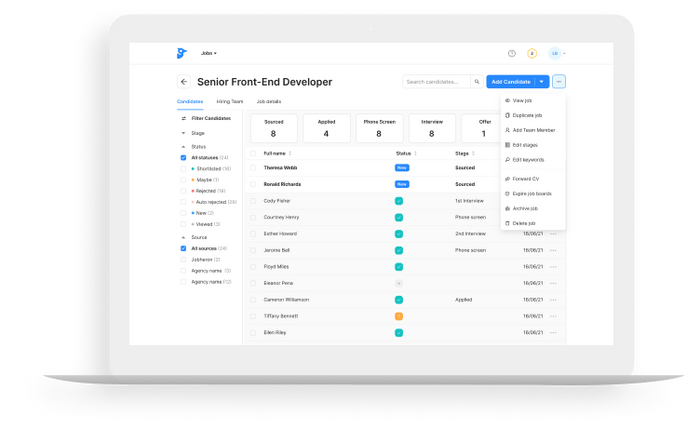 Jobs
LB
Senior Front-End Developer
Search candidates...
Add Candidate
Candidates
Hiring Team
Job details
View job
Duplicate job
Add Team Member
Edit stages
Edit keywords
Forward CV
Expire job boards
Archive job
Delete job
Filter Candidates
Stage
Status
All statuses (24)
Shortlisted (16)
Maybe (1)
Rejected (18)
Auto rejected (29)
New (2)
Viewed (3)
Source
All sources (28)
Jobheron (2)
Agency name (5)
Agency name (12)
Sourced
8
Applied
4
Phone Screen
8
Interview
8
Offer
1
Full name Status Stage
Theresa Webb New Sourced
Ronald Richards New Sourced
Cody Fisher 1st Interview
Courtney Henry Phone screen
Esther Howard 2nd Interview 16/06/21
Jerome Bell Phone screen 16/06/21
Floyd Miles 16/06/21
Eleanor Pena 16/06/21
Cameron Williamson Applied 16/06/21
Tiffany Bennett 16/06/21
Ellen Riley 16/06/21